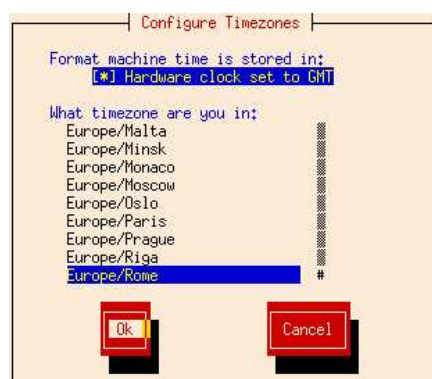 Configure Timezones
Format machine time is stored in:
[*] Hardware clock set to GMT
What timezone are you in:
Europe/Malta
Europe/Minsk
Europe/Monaco
Europe/Moscow
Europe/Oslo
Europe/Paris
Europe/Prague
Europe/Riga
Europe/Rome #
Ok Cancel